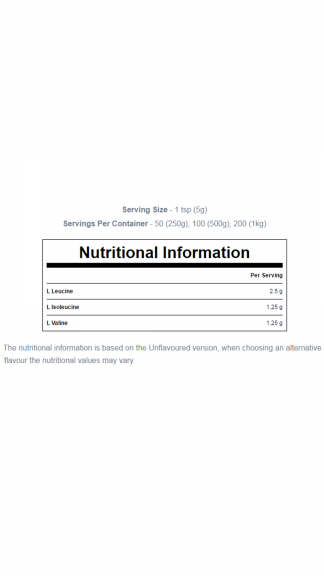 Serving Size - 1 tsp (5g)
Servings Per Container - 50 (250g), 100 (500g), 200 (1kg)
Nutritional Information
Per Serving
L Leucine 2.5 g
L Isoleucine 1.25 g
L Valine 1.25 g
The nutritional information is based on the Unflavoured version, when choosing an alternative
flavour the nutritional values may vary.